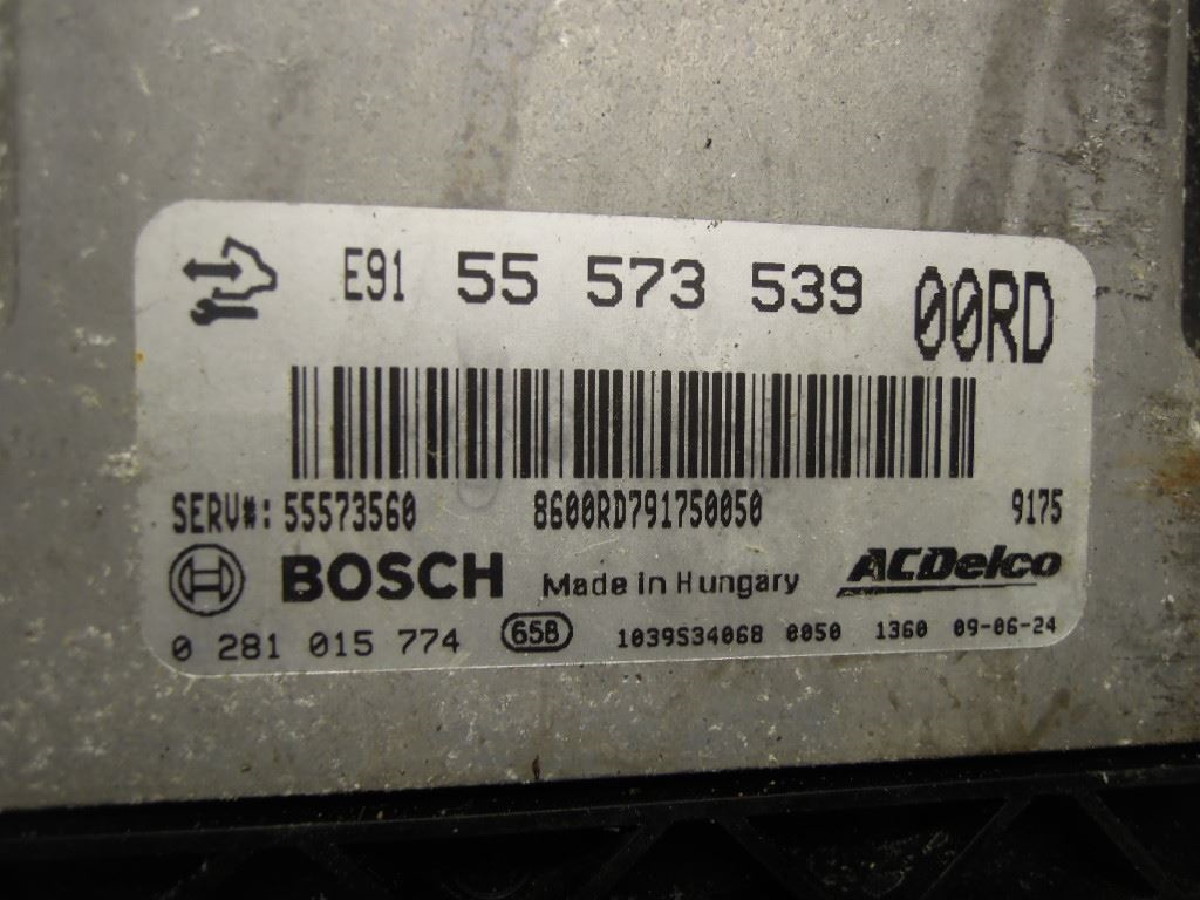 E91 55 573 539 00RD
SERV#: 55573560 8600RD791750050 9175
BOSCH Made in Hungary ACDelco
0 281 015 774 658 1039S34068 0050 1360 09-06-24